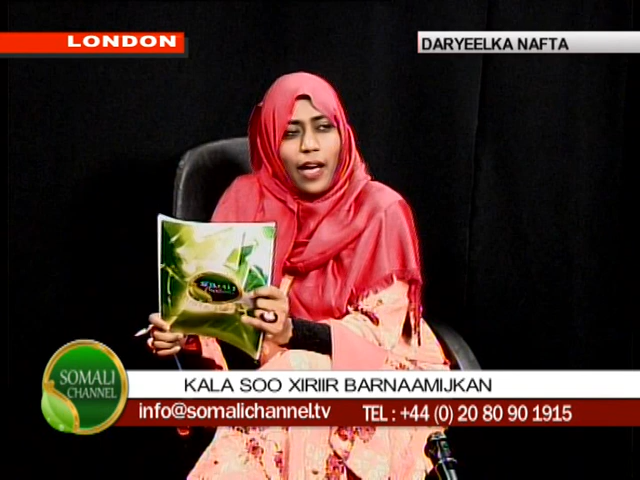 LONDON
DARYEELKA NAFTA
SOMALI
CHANNEL
KALA SOO XIRIIR BARNAAMIJKAN
info@somalichannel.tv TEL : +44 (0) 20 80 90 1915